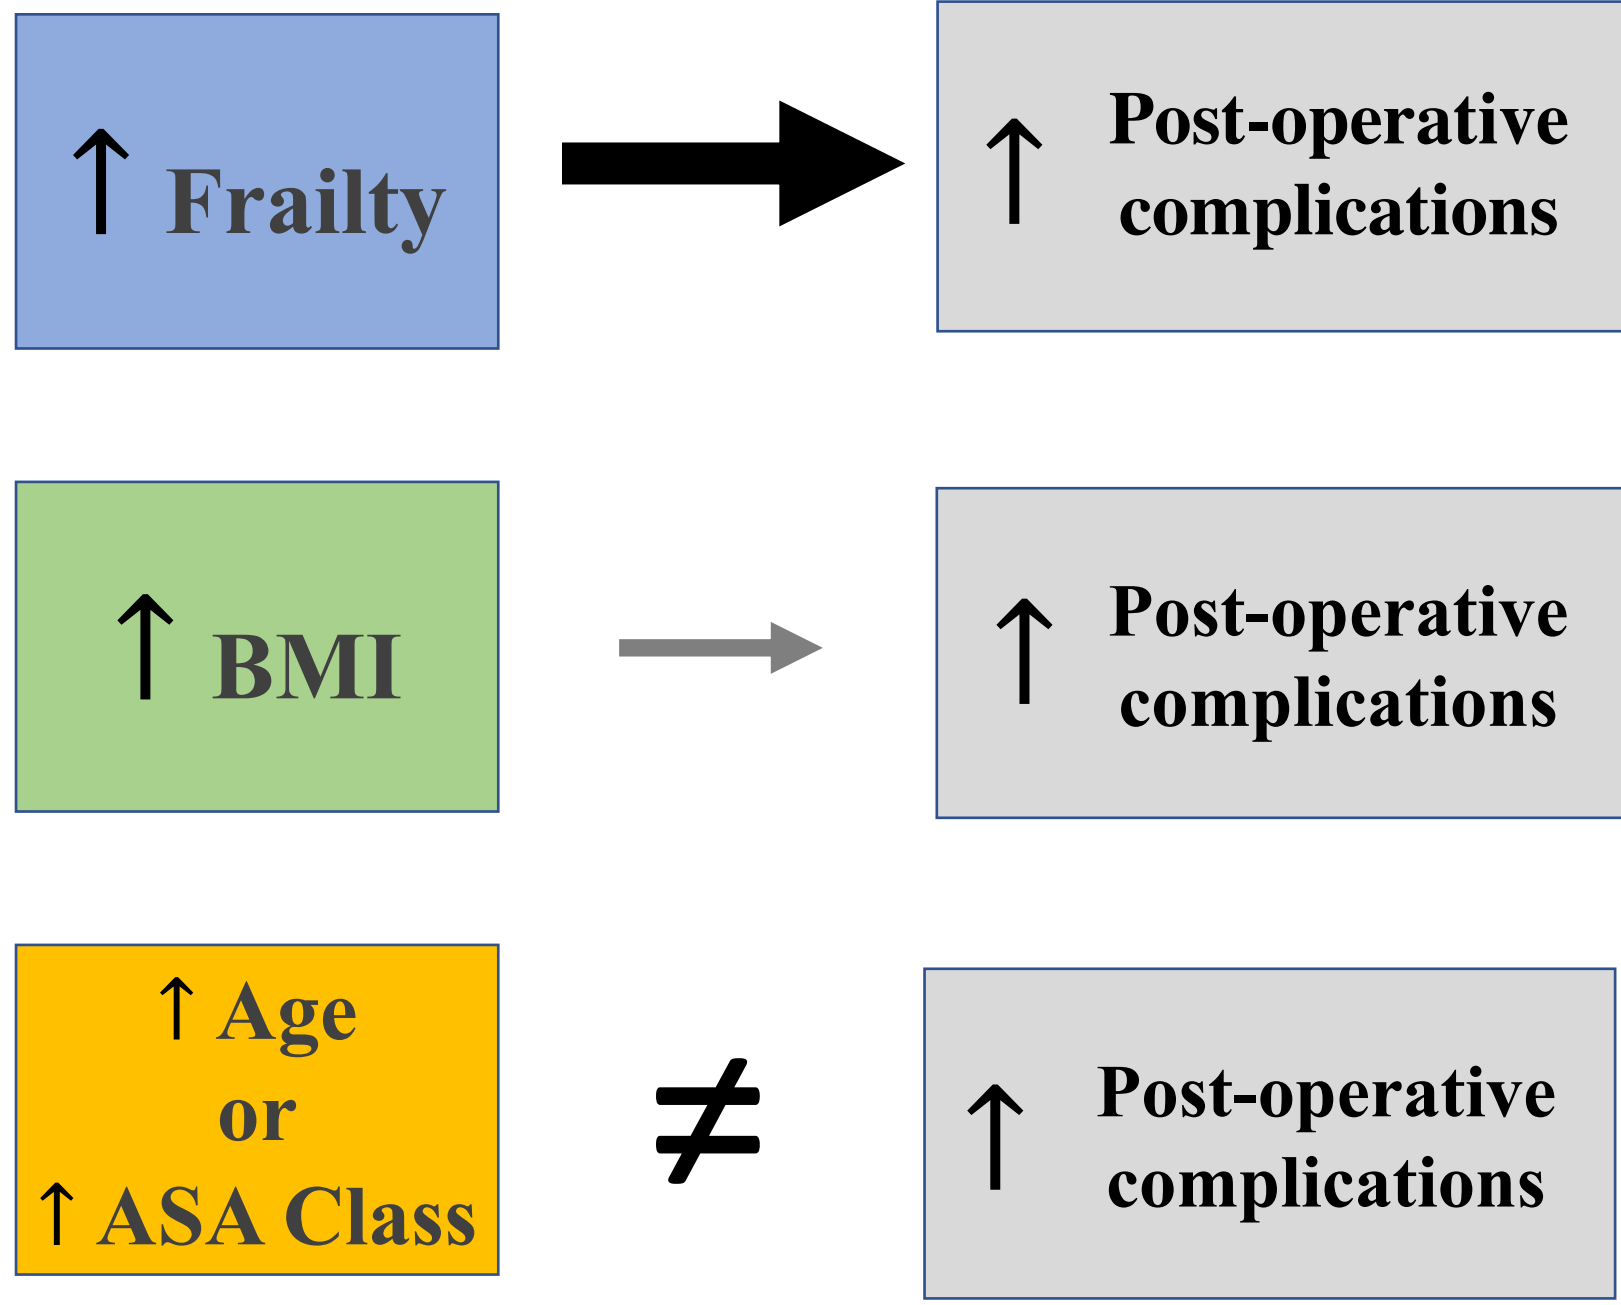 ↑ Frailty
↑ Post-operative
complications
↑ BMI
↑ Post-operative
complications
↑ Age
or
↑ ASA Class
≠
↑ Post-operative
complications